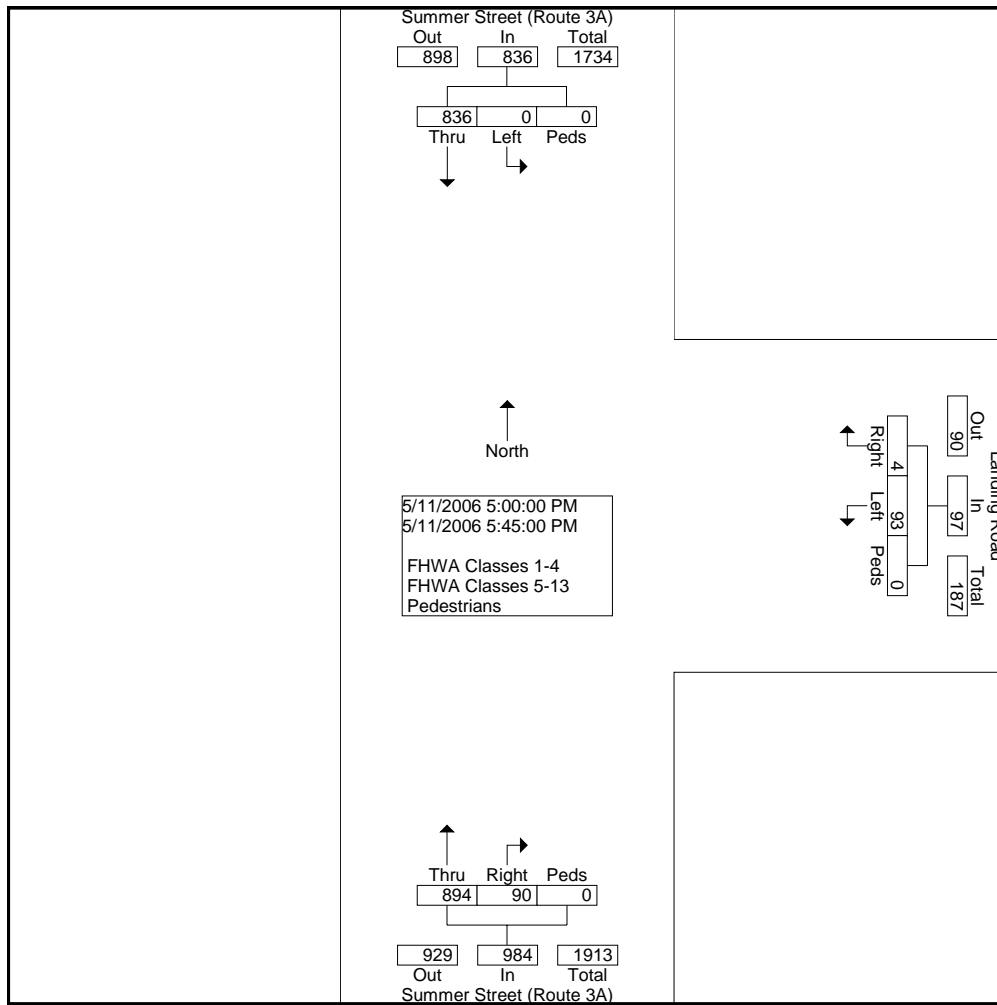 Summer Street (Route 3A)
Out In Total
898 836 1734
836 0 0
Thru Left Peds
North
5/11/2006 5:00:00 PM
5/11/2006 5:45:00 PM
FHWA Classes 1-4
FHWA Classes 5-13
Pedestrians
Landing Road
Out In Total
90 97 187
4 93 0
Right Left Peds
Thru Right Peds
894 90 0
929 984 1913
Out In Total
Summer Street (Route 3A)